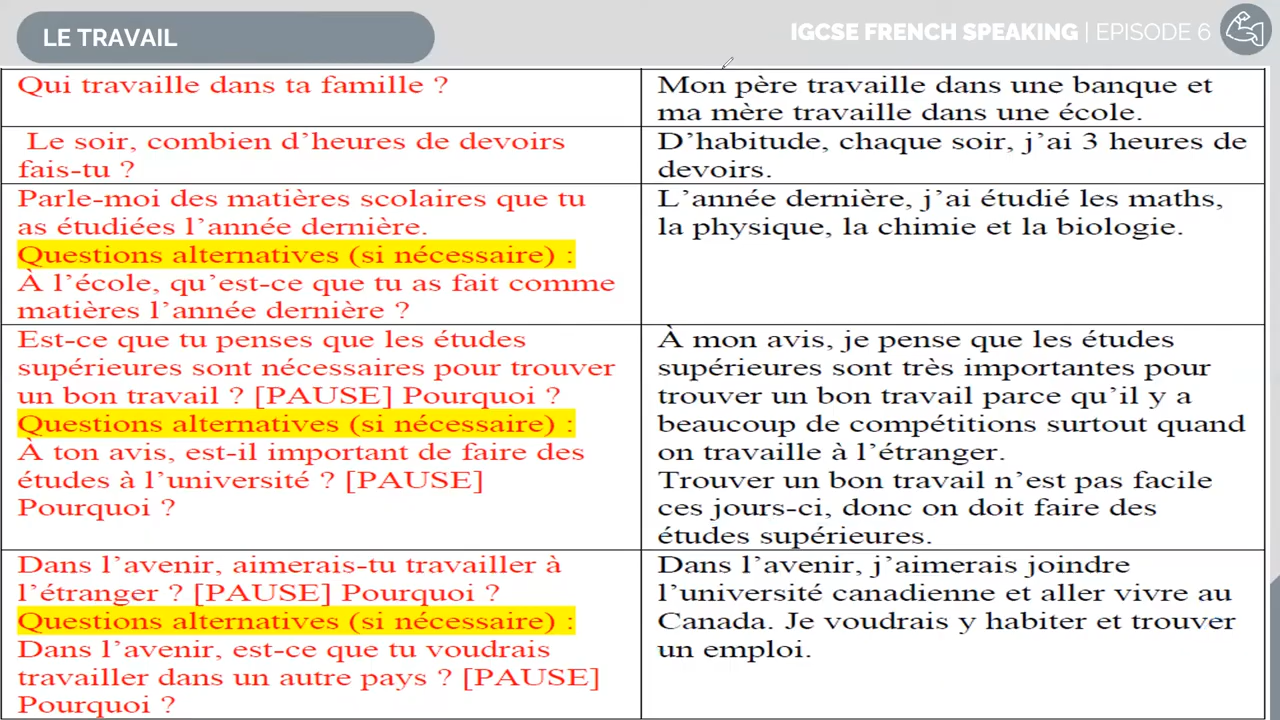 LE TRAVAIL
IGCSE FRENCH SPEAKING | EPISODE 6
Qui travaille dans ta famille ?
Mon père travaille dans une banque et
ma mère travaille dans une école.
Le soir, combien d’heures de devoirs
fais-tu ?
D’habitude, chaque soir, j’ai 3 heures de
devoirs.
Parle-moi des matières scolaires que tu
as étudiées l’année dernière.
Questions alternatives (si nécessaire) :
À l’école, qu’est-ce que tu as fait comme
matières l’année dernière ?
L’année dernière, j’ai étudié les maths,
la physique, la chimie et la biologie.
Est-ce que tu penses que les études
supérieures sont nécessaires pour trouver
un bon travail ? [PAUSE] Pourquoi ?
Questions alternatives (si nécessaire) :
À ton avis, est-il important de faire des
études à l’université ? [PAUSE]
Pourquoi ?
À mon avis, je pense que les études
supérieures sont très importantes pour
trouver un bon travail parce qu’il y a
beaucoup de compétitions surtout quand
on travaille à l’étranger.
Trouver un bon travail n’est pas facile
ces jours-ci, donc on doit faire des
études supérieures.
Dans l’avenir, aimerais-tu travailler à
l’étranger ? [PAUSE] Pourquoi ?
Questions alternatives (si nécessaire) :
Dans l’avenir, est-ce que tu voudrais
travailler dans un autre pays ? [PAUSE]
Pourquoi ?
Dans l’avenir, j’aimerais joindre
l’université canadienne et aller vivre au
Canada. Je voudrais y habiter et trouver
un emploi.